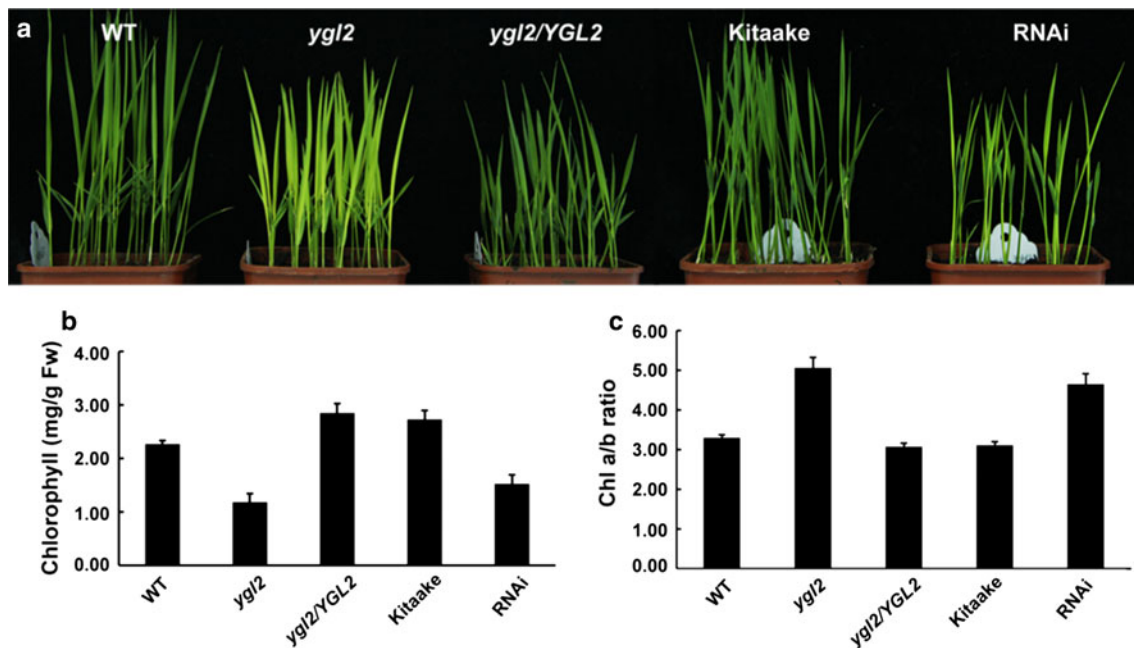 a
WT
ygl2
ygl2/YGL2
Kitaake
RNAi
b
Chlorophyll (mg/g Fw)
4.00
3.00
2.00
1.00
0.00
WT
ygl2
ygl2/YGL2
Kitaake
RNAi
c
Chl a/b ratio
6.00
5.00
4.00
3.00
2.00
1.00
0.00
WT
ygl2
ygl2/YGL2
Kitaake
RNAi